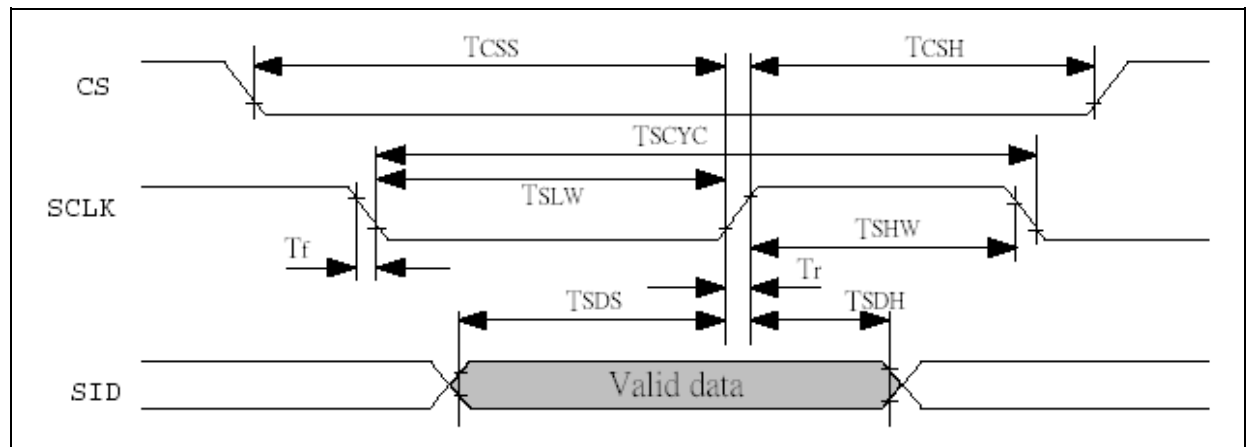 TCSS
TCSH
CS
TSCYC
TSLW
SCLK
TSHW
Tf
Tr
TSDS
TSDH
SID
Valid data